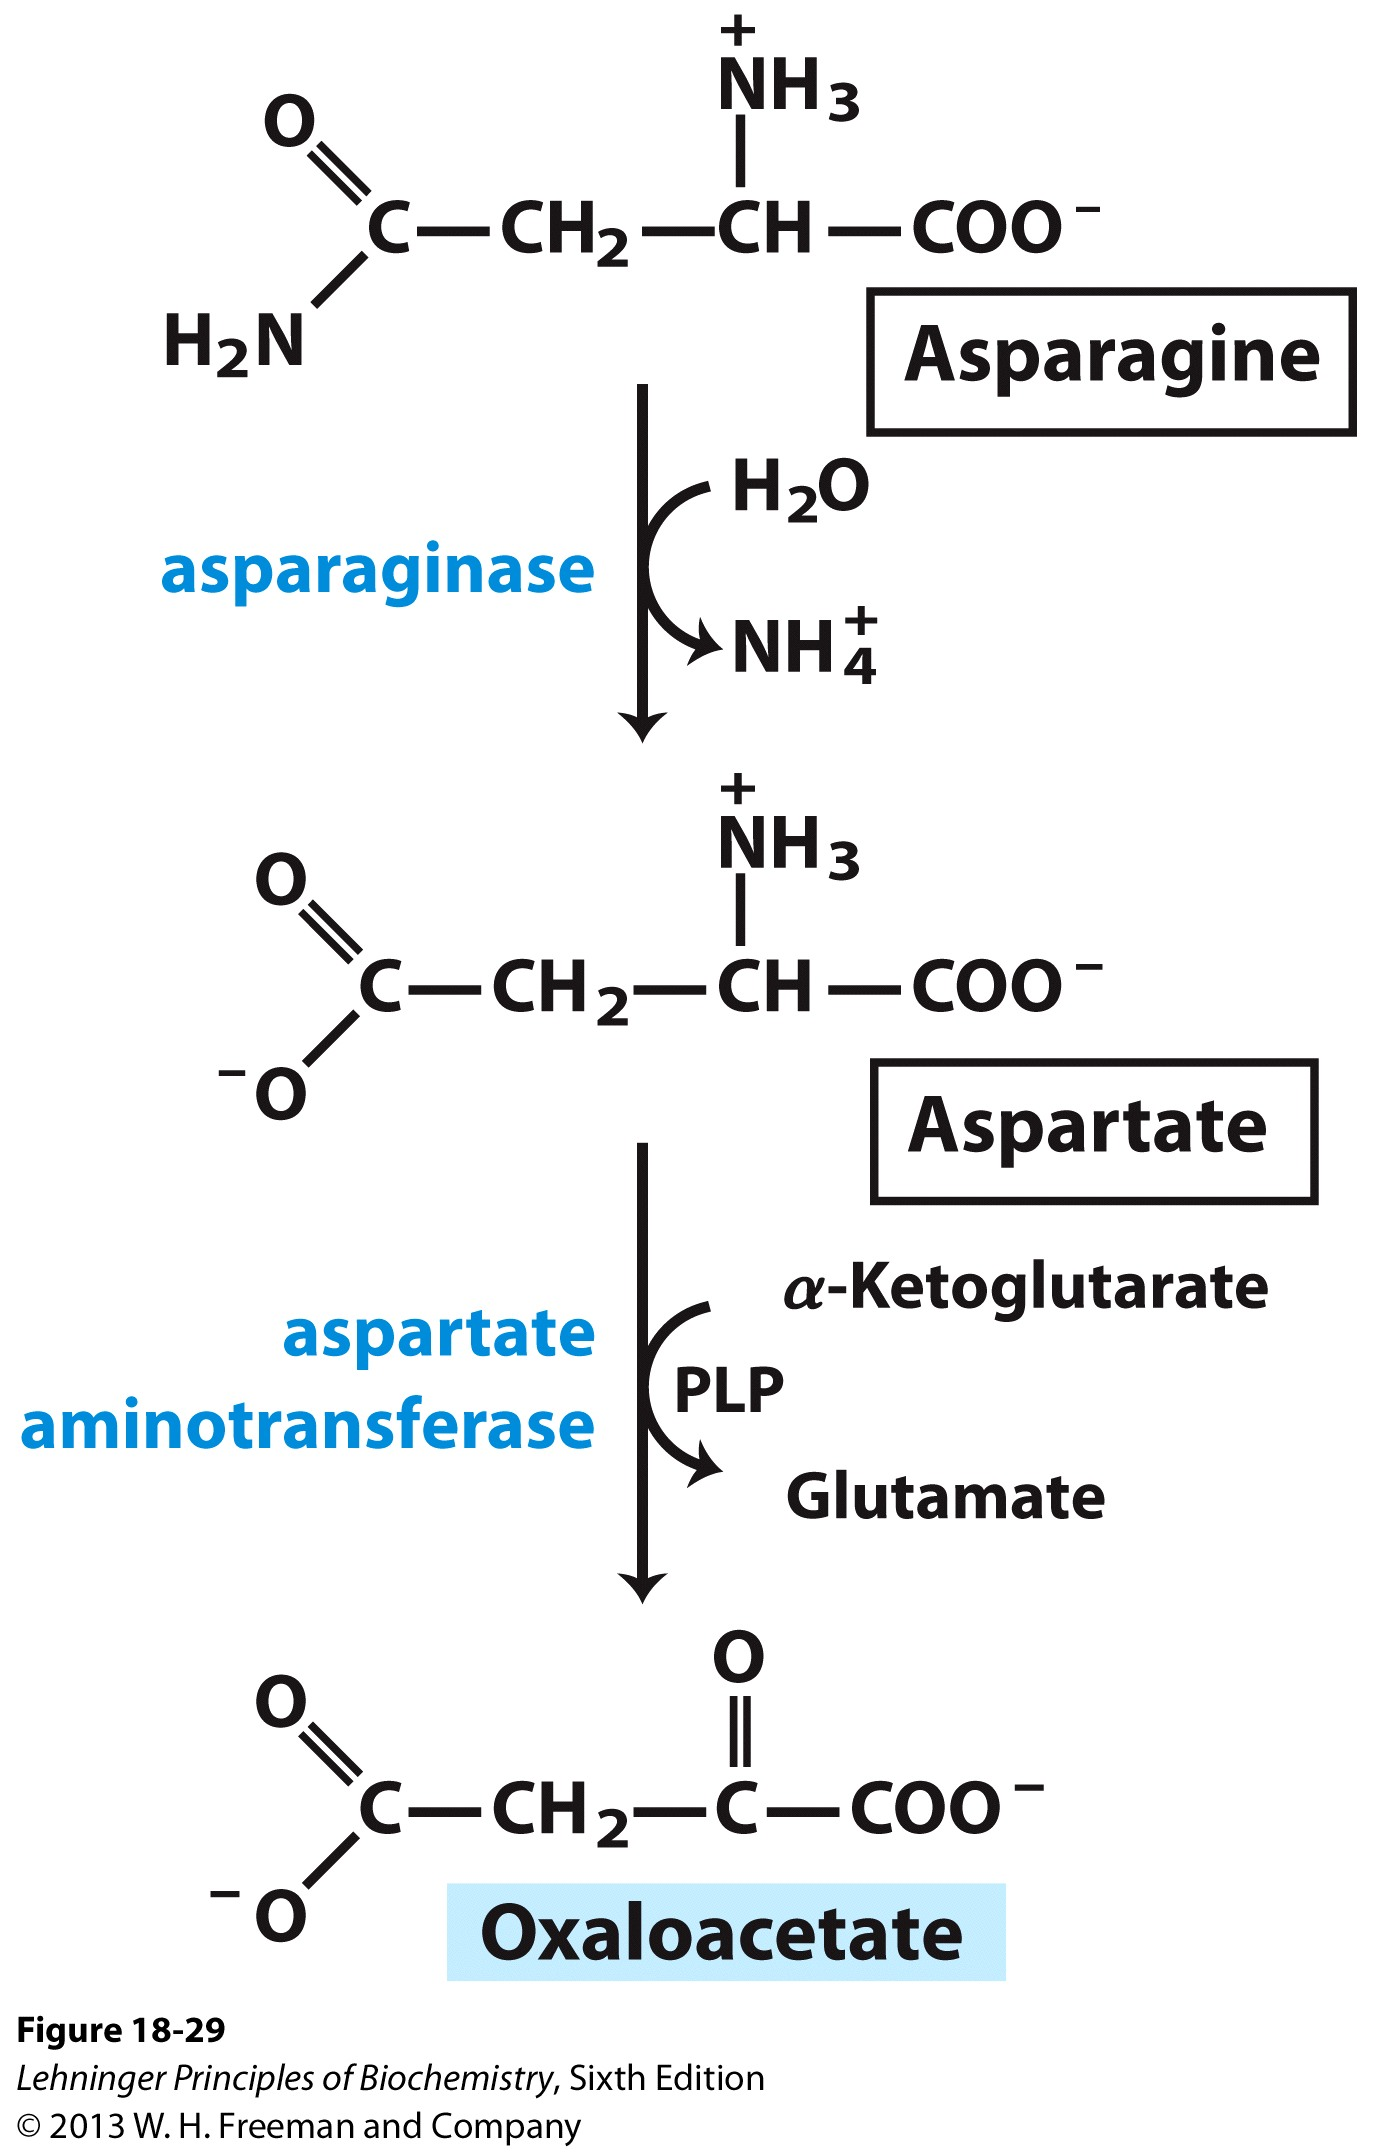 +
NH3
O
C—CH2—CH—COO−
H2N
Asparagine
H2O
asparaginase
NH4+
+
NH3
O
C—CH2—CH—COO−
−O
Aspartate
α-Ketoglutarate
aspartate
PLP
aminotransferase
Glutamate
O
O
C—CH2—C—COO−
−O
Oxaloacetate
Figure 18-29
Lehninger Principles of Biochemistry, Sixth Edition
© 2013 W. H. Freeman and Company